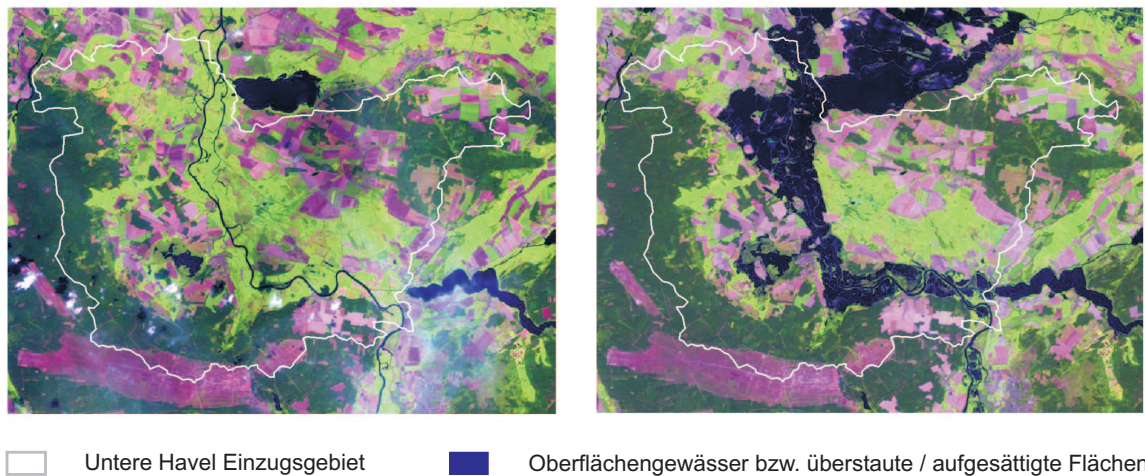 Untere Havel Einzugsgebiet
Oberflächengewässer bzw. überstaute / aufgesättigte Flächen